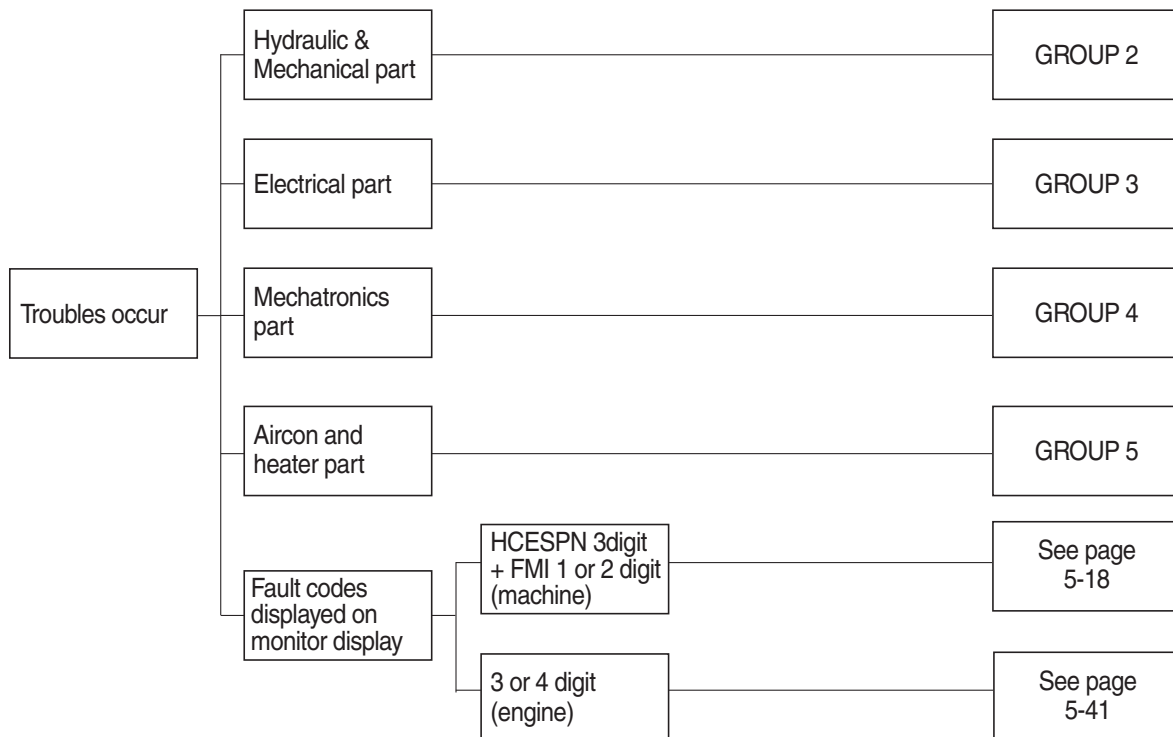 Hydraulic &
Mechanical part
GROUP 2
Electrical part
GROUP 3
Troubles occur
Mechatronics
part
GROUP 4
Aircon and
heater part
GROUP 5
Fault codes
displayed on
monitor display
HCESPN 3digit
+ FMI 1 or 2 digit
(machine)
See page
5-18
3 or 4 digit
(engine)
See page
5-41